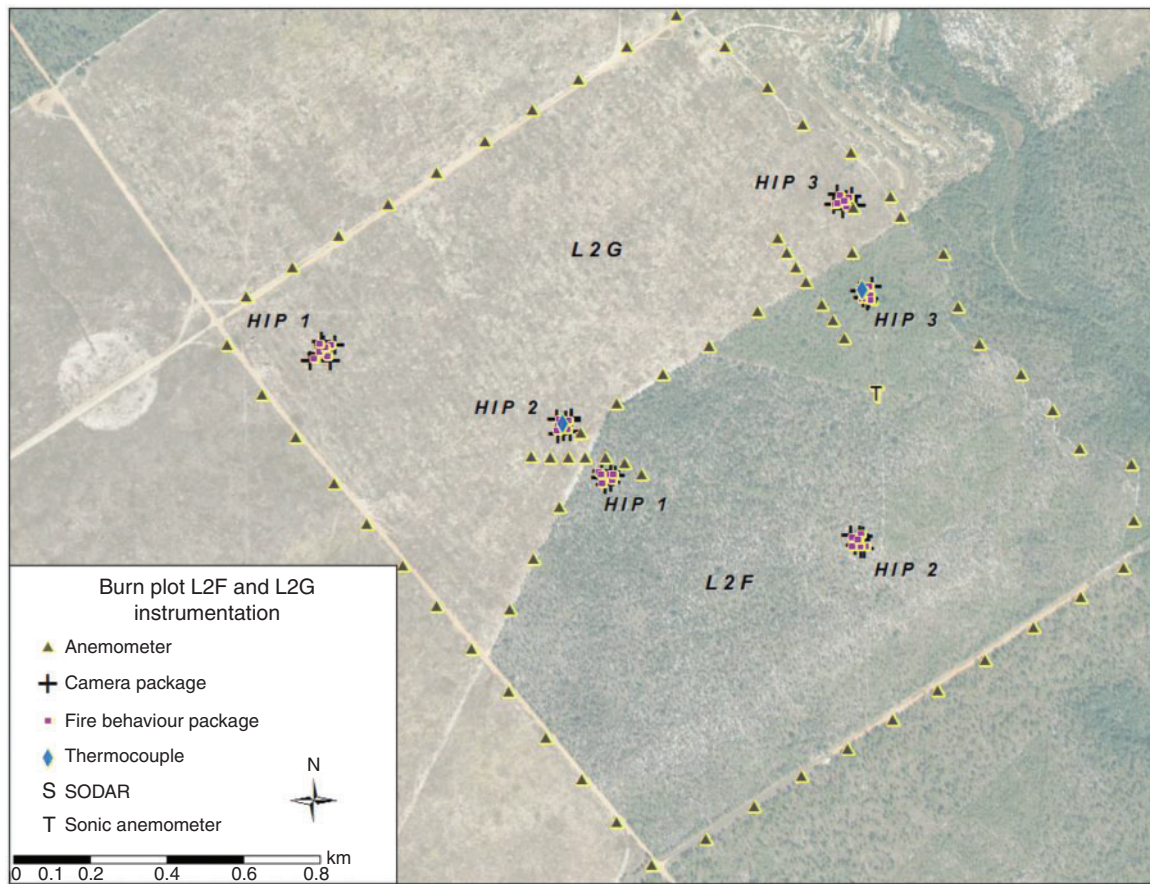 HIP 3
L2G
HIP 1
HIP 3
T
HIP 2
HIP 1
HIP 2
L2F
Burn plot L2F and L2G
instrumentation
Anemometer
Camera package
Fire behaviour package
Thermocouple
N
S SODAR
T Sonic anemometer
km
0 0.1 0.2 0.4 0.6 0.8